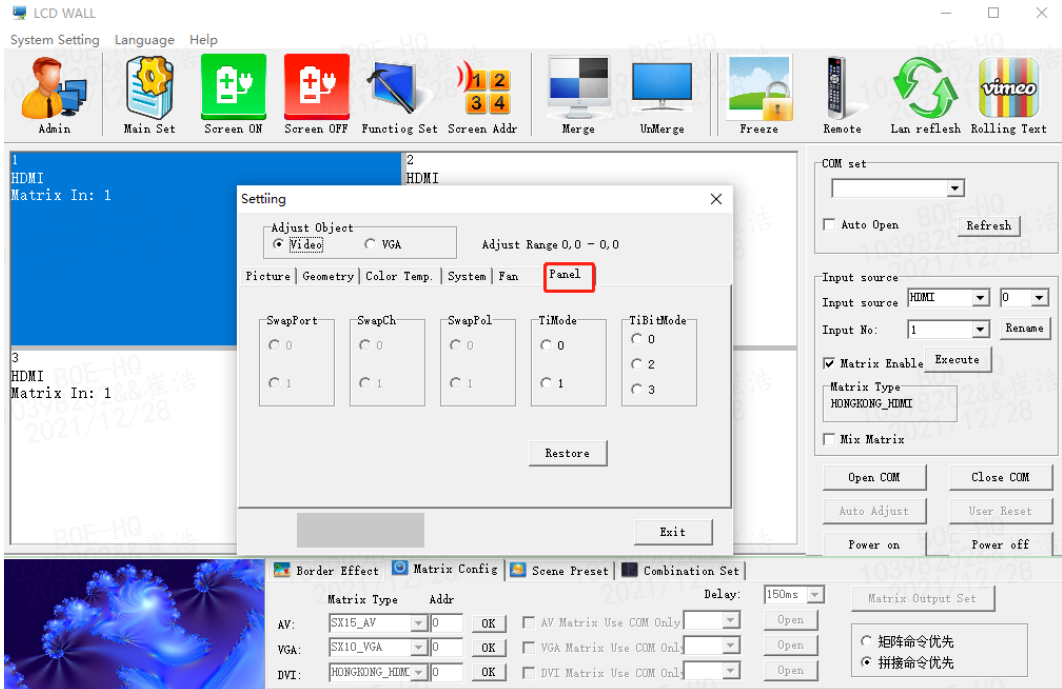 LCD WALL
System Setting Language Help
Admin Main Set Screen ON Screen OFF Functiog Set Screen Addr Merge UnMerge Freeze Remote Lan reflesh Rolling Text
1 2
3 4
vimeo
1
HDMI
Matrix In: 1
2
HDMI
3
HDMI
Matrix In: 1
Settiing
Adjust Object
Video VGA
Adjust Range 0,0 - 0,0
Picture Geometry Color Temp. System Fan Panel
SwapPort SwapCh SwapPol TiMode TiBitMode
0 0 0 0 0
2
1 1 1 1 3
Restore
Exit
COM set
Auto Open Refresh
Input source
Input source HDMI 0
Input No: 1 Rename
Matrix Enable Execute
Matrix Type
HONGKONG_HDMI
Mix Matrix
Open COM Close COM
Auto Adjust User Reset
Power on Power off
Border Effect Matrix Config Scene Preset Combination Set
Matrix Type Addr Delay: 150ms
AV: SX15_AV 0 OK AV Matrix Use COM Only Open
VGA: SX10_VGA 0 OK VGA Matrix Use COM Onl Open
DVI: HONGKONG_HDM 0 OK DVI Matrix Use COM Onl Open
Matrix Output Set
矩阵命令优先
拼接命令优先
BOE-HQ
10398202&&崔浩
2021/12/28